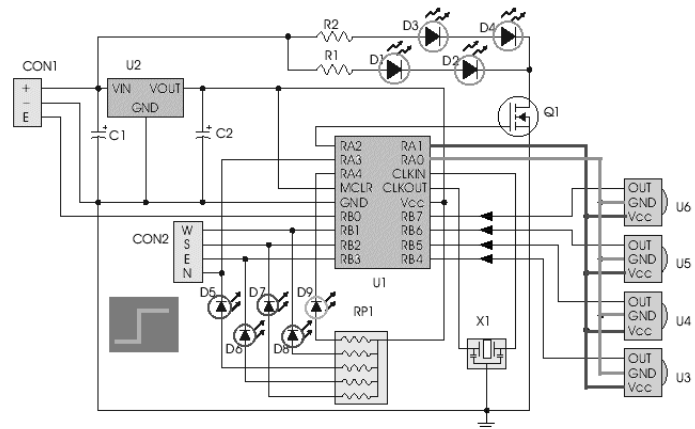 R2 D3 D4
R1 D1 D2
CON1
+
−
E
U2
VIN VOUT
GND
+ C1
+ C2
Q1
RA2 RA1
RA3 RA0
RA4 CLKIN
MCLR CLKOUT
GND Vcc
RB0 RB7
RB1 RB6
RB2 RB5
RB3 RB4
U1
CON2
W
S
E
N
D5 D7 D9
D6 D8
RP1
X1
OUT
GND
Vcc
U6
OUT
GND
Vcc
U5
OUT
GND
Vcc
U4
OUT
GND
Vcc
U3